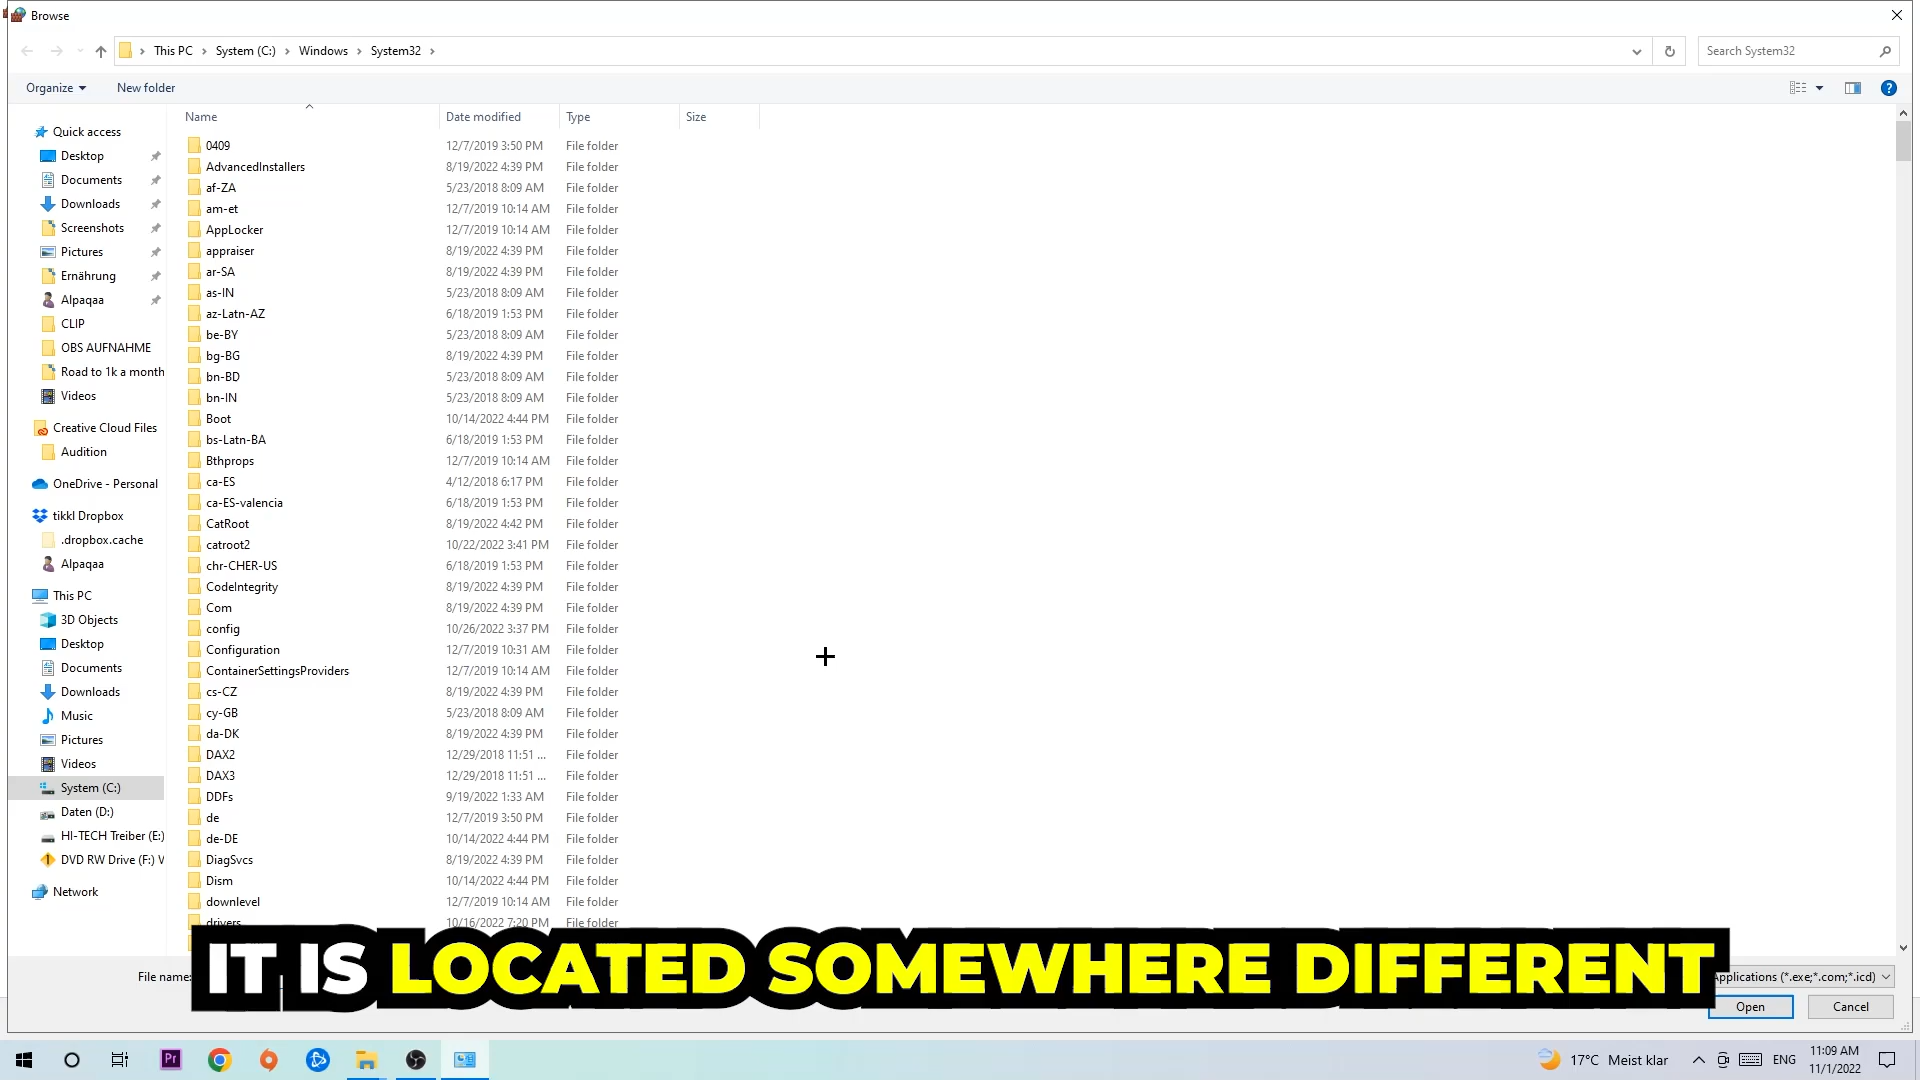 Browse
This PC
System (C:)
Windows
System32
Search System32
Organize
New folder
Name
Date modified
Type
Size
Quick access
Desktop
Documents
Downloads
Screenshots
Pictures
Ernährung
Alpaqaa
CLIP
OBS AUFNAHME
Road to 1k a month
Videos
Creative Cloud Files
Audition
OneDrive - Personal
tikkl Dropbox
.dropbox.cache
Alpaqaa
This PC
3D Objects
Desktop
Documents
Downloads
Music
Pictures
Videos
System (C:)
Daten (D:)
HI-TECH Treiber (E:)
DVD RW Drive (F:) V
Network
0409 12/7/2019 3:50 PM File folder
AdvancedInstallers 8/19/2022 4:39 PM File folder
af-ZA 5/23/2018 8:09 AM File folder
am-et 12/7/2019 10:14 AM File folder
AppLocker 12/7/2019 10:14 AM File folder
appraiser 8/19/2022 4:39 PM File folder
ar-SA 8/19/2022 4:39 PM File folder
as-IN 5/23/2018 8:09 AM File folder
az-Latn-AZ 6/18/2019 1:53 PM File folder
be-BY 5/23/2018 8:09 AM File folder
bg-BG 8/19/2022 4:39 PM File folder
bn-BD 5/23/2018 8:09 AM File folder
bn-IN 5/23/2018 8:09 AM File folder
Boot 10/14/2022 4:44 PM File folder
bs-Latn-BA 6/18/2019 1:53 PM File folder
Bthprops 12/7/2019 10:14 AM File folder
ca-ES 4/12/2018 6:17 PM File folder
ca-ES-valencia 6/18/2019 1:53 PM File folder
CatRoot 8/19/2022 4:42 PM File folder
catroot2 10/22/2022 3:41 PM File folder
chr-CHER-US 6/18/2019 1:53 PM File folder
CodeIntegrity 8/19/2022 4:39 PM File folder
Com 8/19/2022 4:39 PM File folder
config 10/26/2022 3:37 PM File folder
Configuration 12/7/2019 10:31 AM File folder
ContainerSettingsProviders 12/7/2019 10:14 AM File folder
cs-CZ 8/19/2022 4:39 PM File folder
cy-GB 5/23/2018 8:09 AM File folder
da-DK 8/19/2022 4:39 PM File folder
DAX2 12/29/2018 11:51 ... File folder
DAX3 12/29/2018 11:51 ... File folder
DDFs 9/19/2022 1:33 AM File folder
de 12/7/2019 3:50 PM File folder
de-DE 10/14/2022 4:44 PM File folder
DiagSvcs 8/19/2022 4:39 PM File folder
Dism 10/14/2022 4:44 PM File folder
downlevel 12/7/2019 10:14 AM File folder
drivers 10/16/2022 7:20 PM File folder
IT IS LOCATED SOMEWHERE DIFFERENT
File name:
Applications (*.exe;*.com;*.icd)
Open
Cancel
Pr
17°C Meist klar
ENG
11:09 AM
11/1/2022